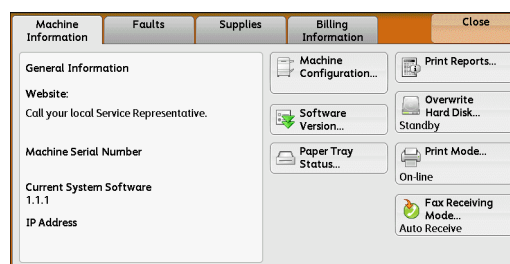 Machine
Information
Faults
Supplies
Billing
Information
Close
General Information
Website:
Call your local Service Representative.
Machine Serial Number
Current System Software
1.1.1
IP Address
Machine
Configuration...
Software
Version...
Paper Tray
Status...
Print Reports...
Overwrite
Hard Disk...
Standby
Print Mode...
On-line
Fax Receiving
Mode...
Auto Receive